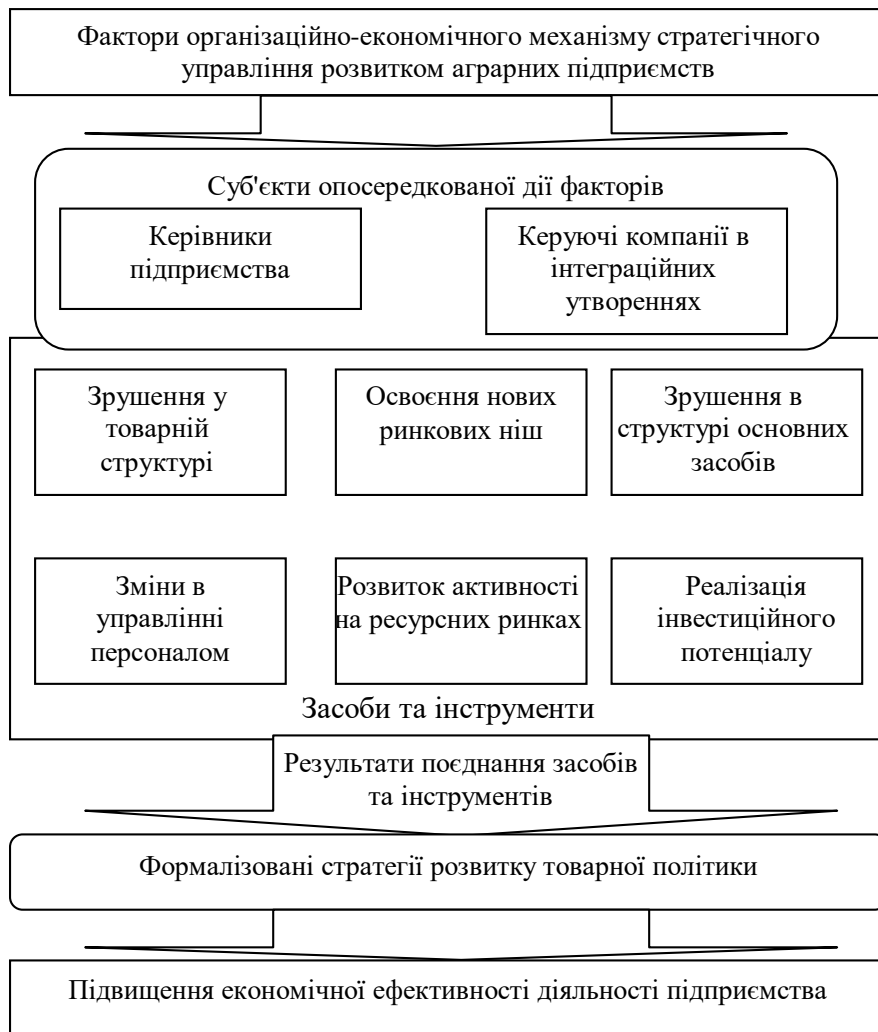 Фактори організаційно-економічного механізму стратегічного
управління розвитком аграрних підприємств
Суб'єкти опосередкованої дії факторів
Керівники
підприємства
Керуючі компанії в
інтеграційних
утвореннях
Зрушення у
товарній
структурі
Освоєння нових
ринкових ніш
Зрушення в
структурі основних
засобів
Зміни в
управлінні
персоналом
Розвиток активності
на ресурсних ринках
Реалізація
інвестиційного
потенціалу
Засоби та інструменти
Результати поєднання засобів
та інструментів
Формалізовані стратегії розвитку товарної політики
Підвищення економічної ефективності діяльності підприємства